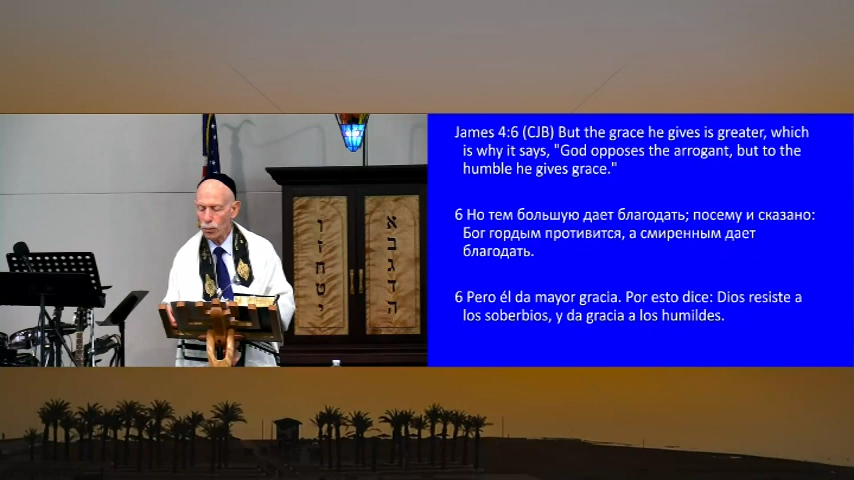 James 4:6 (CJB) But the grace he gives is greater, which
is why it says, "God opposes the arrogant, but to the
humble he gives grace."
6 Но тем большую дает благодать; посему и сказано:
Бог гордым противится, а смиренным дает
благодать.
6 Pero él da mayor gracia. Por esto dice: Dios resiste a
los soberbios, y da gracia a los humildes.
א
ב
ג
ד
ה
ו
ז
ח
ט
י